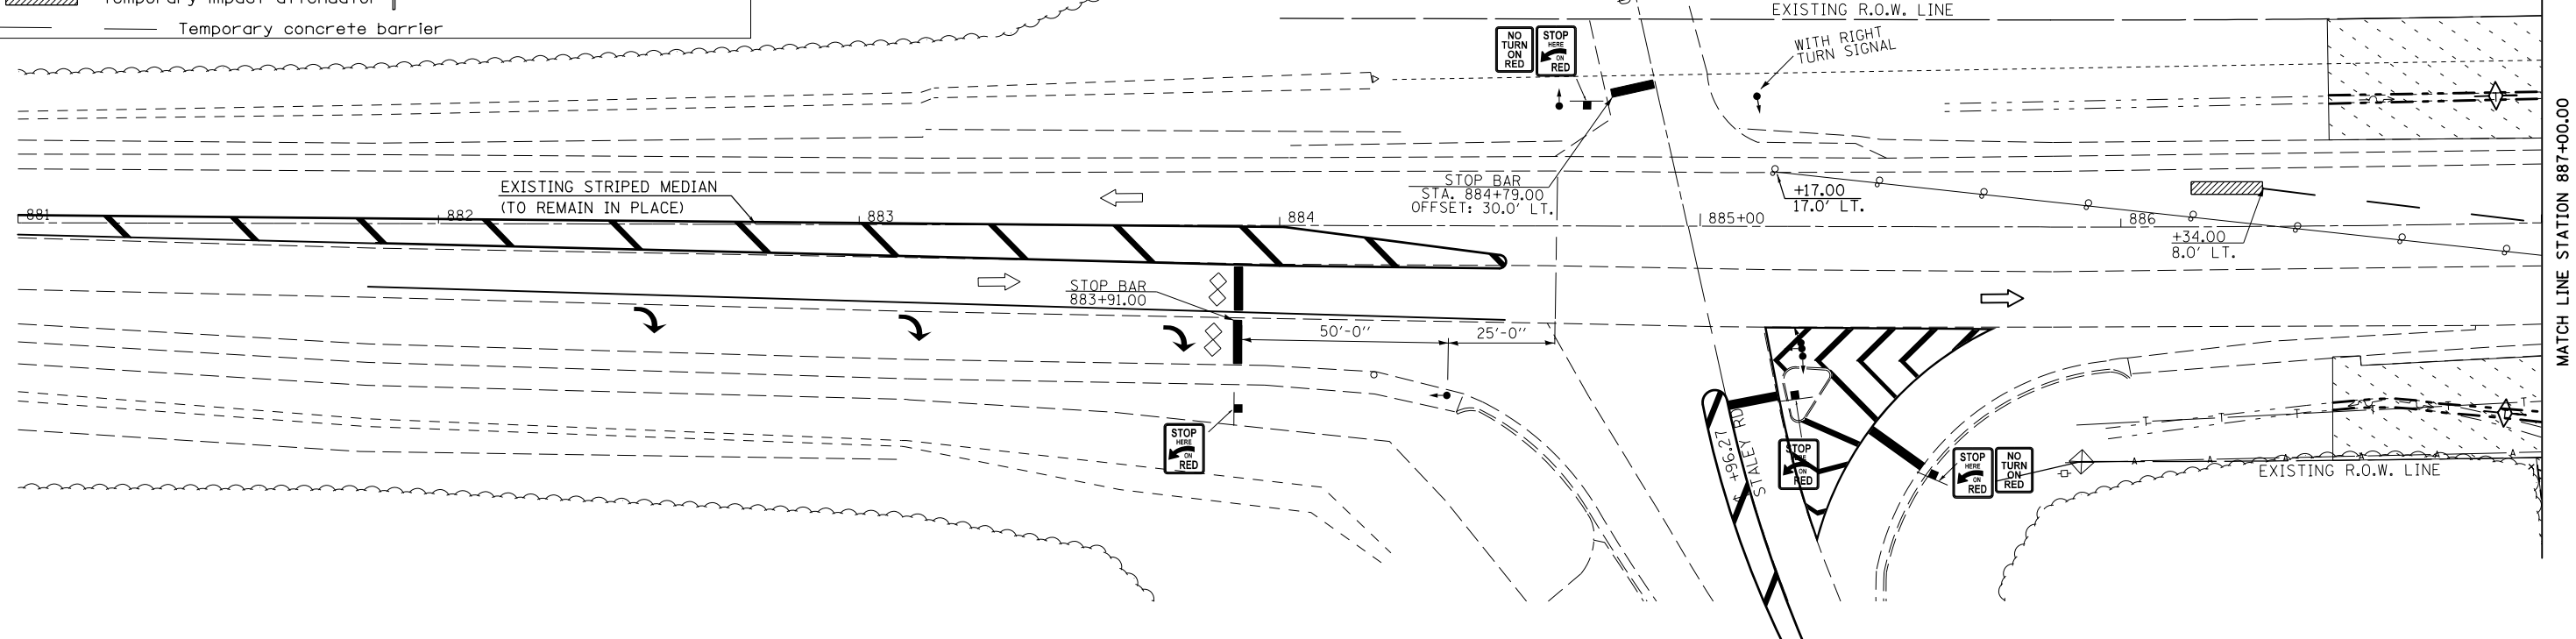 Temporary impact attenuator
Temporary concrete barrier
EXISTING R.O.W. LINE
NO
TURN
ON
RED
STOP
HERE
ON
RED
WITH RIGHT
TURN SIGNAL
EXISTING STRIPED MEDIAN
(TO REMAIN IN PLACE)
STOP BAR
STA. 884+79.00
OFFSET: 30.0' LT.
+17.00
17.0' LT.
881
882
883
884
885+00
886
+34.00
8.0' LT.
STOP BAR
883+91.00
50'-0"
25'-0"
STOP
HERE
ON
RED
+96.27
STALEY RD
STOP
RED
STOP
HERE
ON
RED
NO
TURN
ON
RED
T
T
T
T
T
T
A
A
A
A
A
A
EXISTING R.O.W. LINE
MATCH LINE STATION 887+00.00